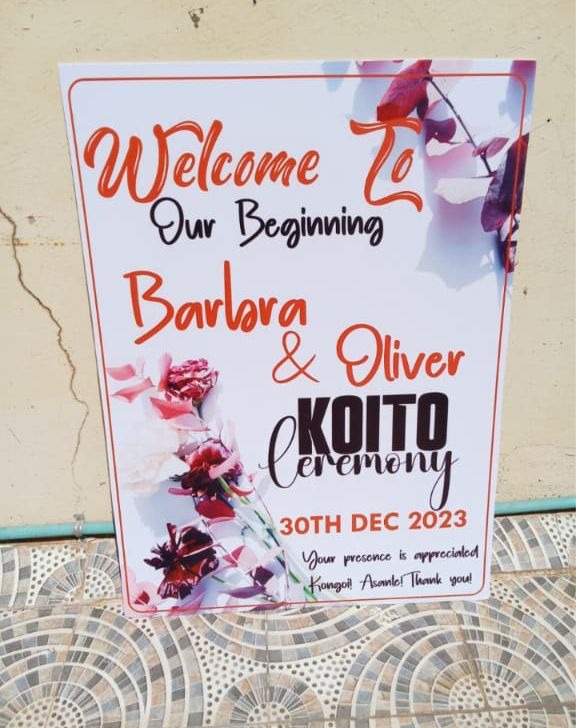 Welcome To
Our Beginning
Barbra
& Oliver
KOITO
Ceremony
30TH DEC 2023
Your presence is appreciated
Kongoi! Asante! Thank you!